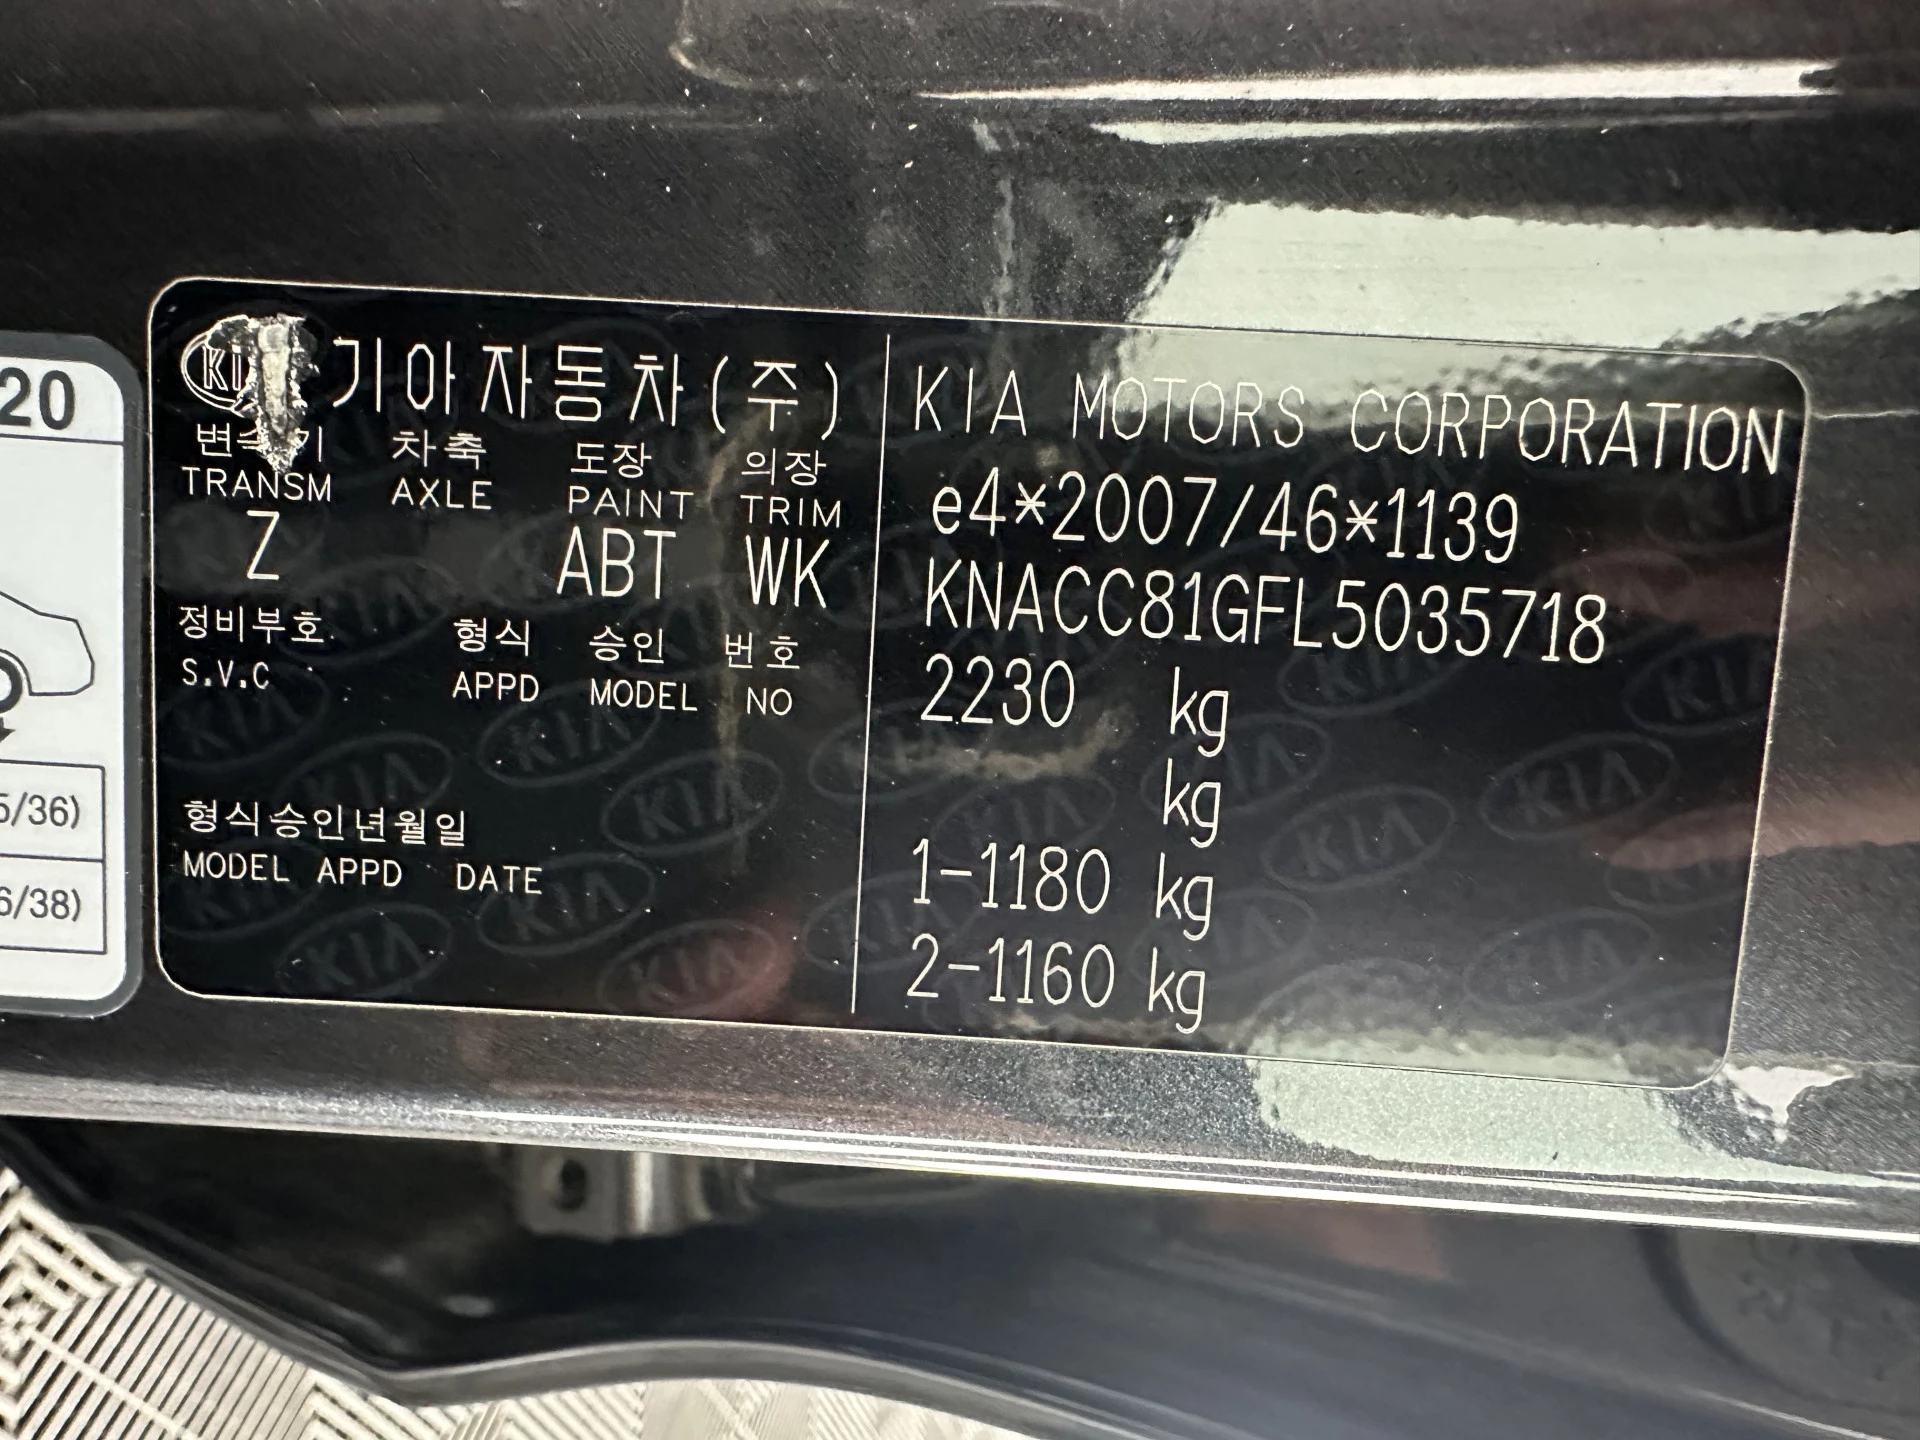 20
5/36)
6/38)
기아자동차(주)
차축 도장 의장
TRANSM AXLE PAINT TRIM
Z ABT WK
정비부호 형식 승인 번호
S.V.C APPD MODEL NO
형식승인년월일
MODEL APPD DATE
KIA MOTORS CORPORATION
e4*2007/46*1139
KNACC81GFL5035718
2230 kg
kg
1-1180 kg
2-1160 kg